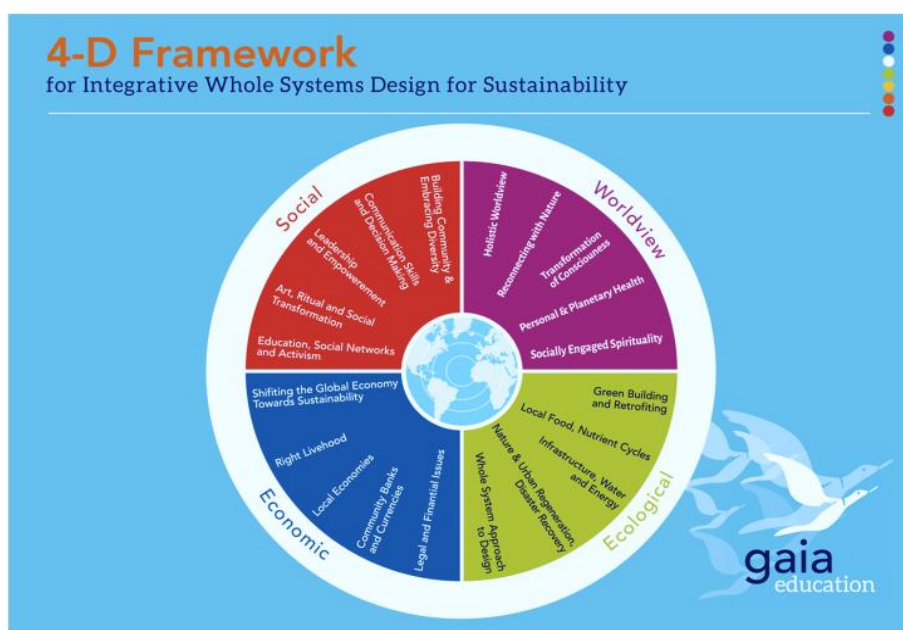 4-D Framework
for Integrative Whole Systems Design for Sustainability
Social
Building Community &
Embracing Diversity
Communication Skills
and Decision Making
Leadership
and Empowerement
Art, Ritual and Social
Transformation
Education, Social Networks
and Activism
Worldview
Holistic Worldview
Reconnecting with Nature
Transformation
of Consciouness
Personal & Planetary Health
Socially Engaged Spirituality
Economic
Shifiting the Global Economy
Towards Sustainability
Right Livehood
Local Economies
Community Banks
and Currencies
Legal and Finantial Issues
Ecological
Green Building
and Retrofiting
Local Food, Nutrient Cycles
Infrastructure, Water
and Energy
Nature & Urban Regeneration,
Disaster Recovery
Whole System Approach
to Design
gaia
education